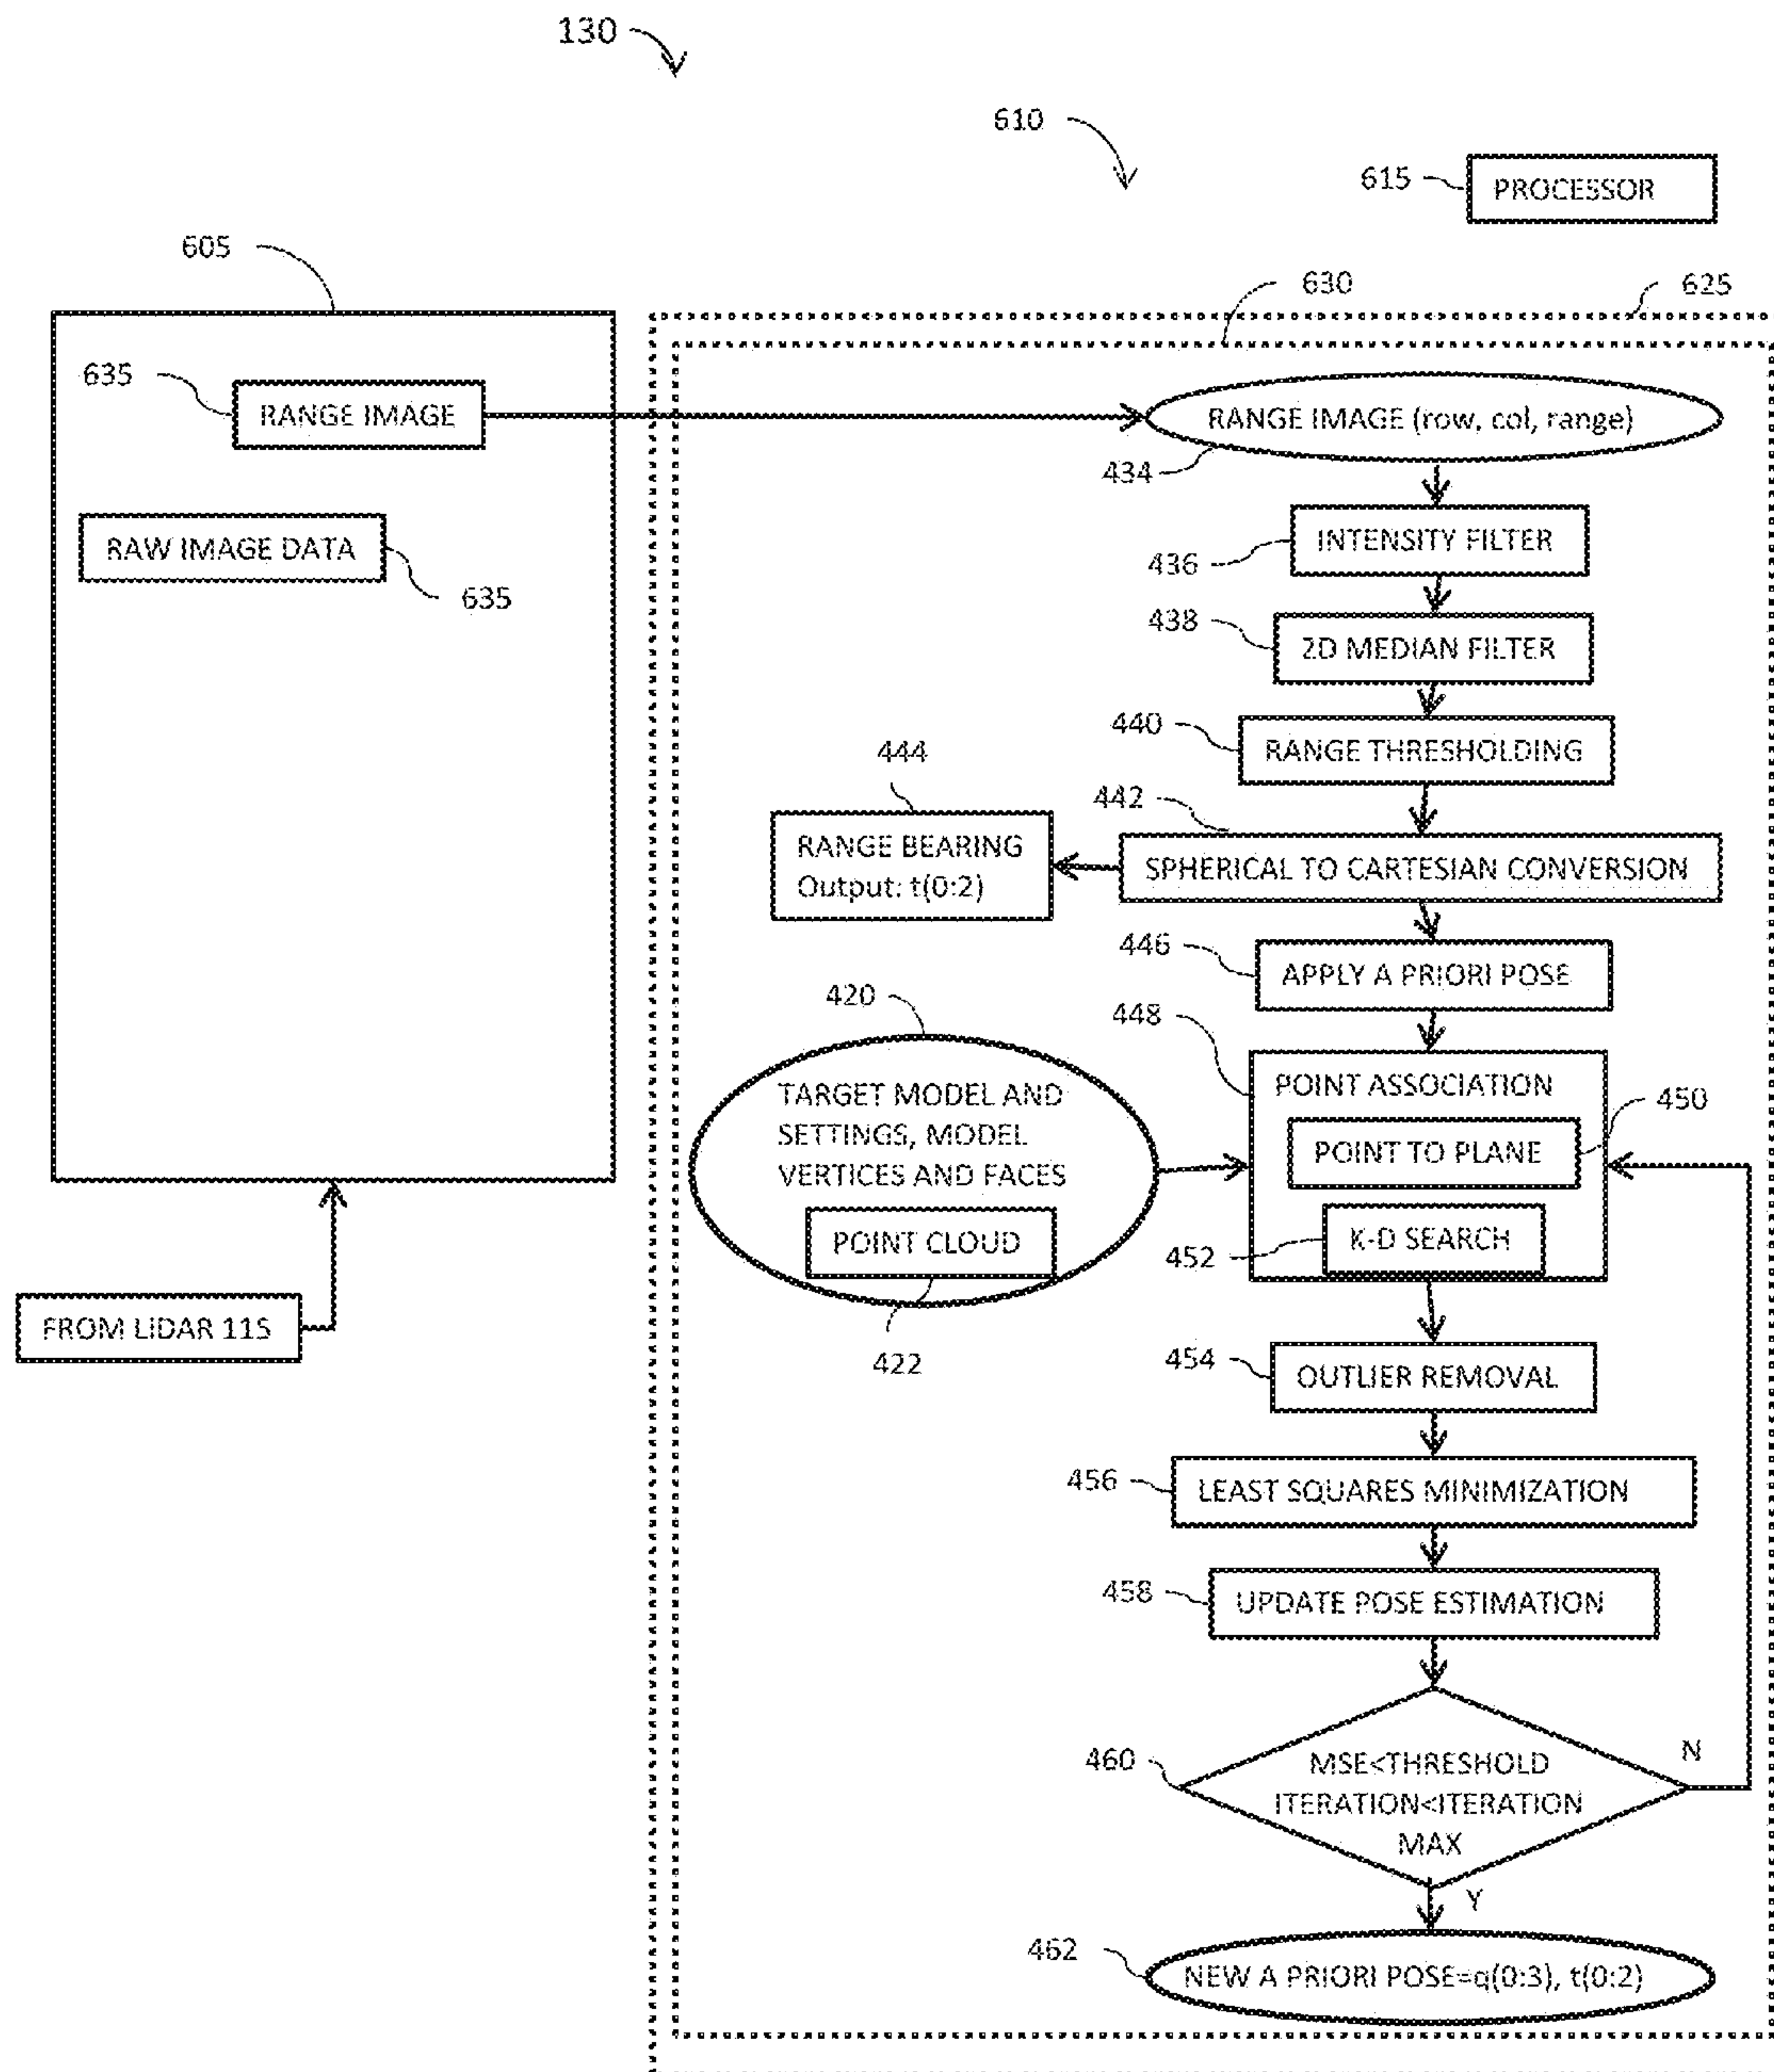 130
610
615
PROCESSOR
605
630
625
635
RANGE IMAGE
RANGE IMAGE (row, col, range)
434
RAW IMAGE DATA
635
INTENSITY FILTER
436
438
2D MEDIAN FILTER
440
RANGE THRESHOLDING
444
442
RANGE BEARING
Output: t(0:2)
SPHERICAL TO CARTESIAN CONVERSION
446
APPLY A PRIORI POSE
420
448
TARGET MODEL AND
SETTINGS, MODEL
VERTICES AND FACES
POINT CLOUD
422
POINT ASSOCIATION
450
POINT TO PLANE
452
K-D SEARCH
FROM LIDAR 115
454
OUTLIER REMOVAL
456
LEAST SQUARES MINIMIZATION
458
UPDATE POSE ESTIMATION
460
MSE<THRESHOLD
ITERATION<ITERATION
MAX
N
Y
462
NEW A PRIORI POSE=q(0:3), t(0:2)